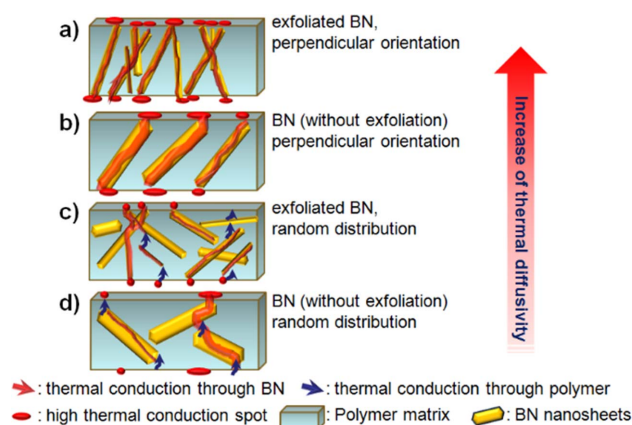 a)
exfoliated BN,
perpendicular orientation
b)
BN (without exfoliation)
perpendicular orientation
c)
exfoliated BN,
random distribution
d)
BN (without exfoliation)
random distribution
Increase of thermal diffusivity
: thermal conduction through BN
: thermal conduction through polymer
: high thermal conduction spot
: Polymer matrix
: BN nanosheets